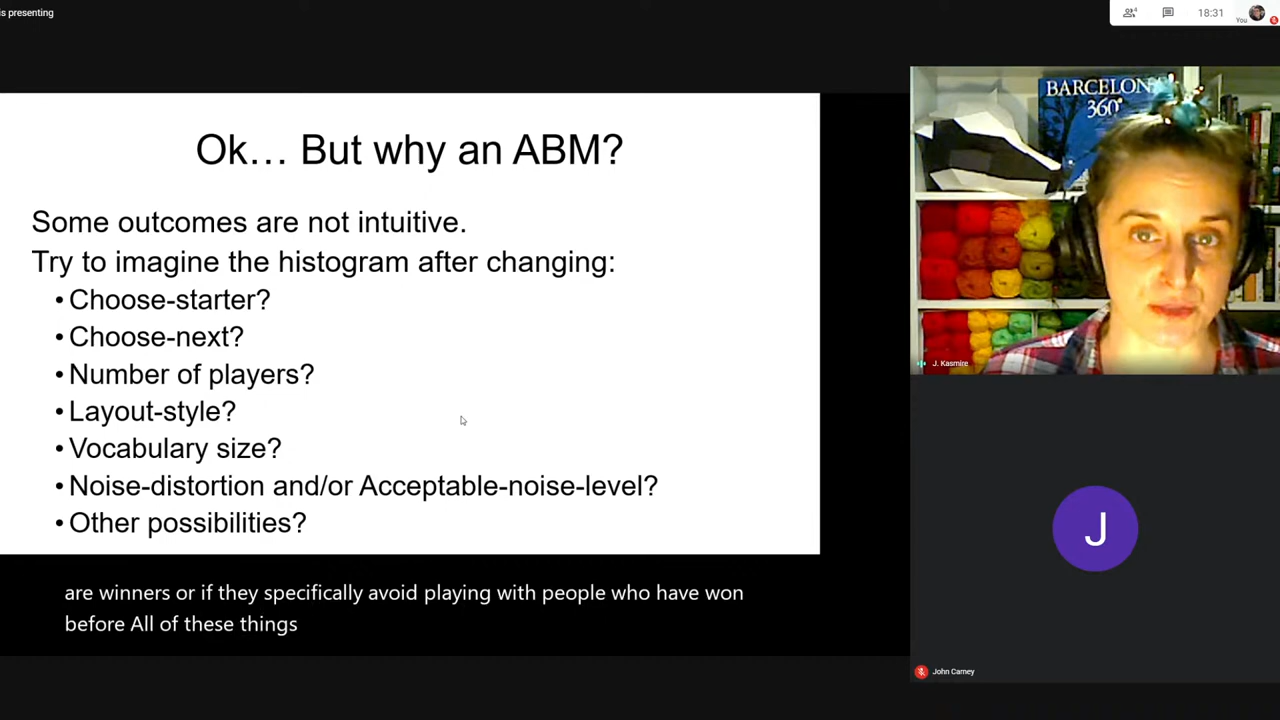 is presenting
4
18:31
You
Ok… But why an ABM?
Some outcomes are not intuitive.
Try to imagine the histogram after changing:
• Choose-starter?
• Choose-next?
• Number of players?
• Layout-style?
• Vocabulary size?
• Noise-distortion and/or Acceptable-noise-level?
• Other possibilities?
are winners or if they specifically avoid playing with people who have won
before All of these things
BARCELONA
360°
J. Kasmire
J
John Carney